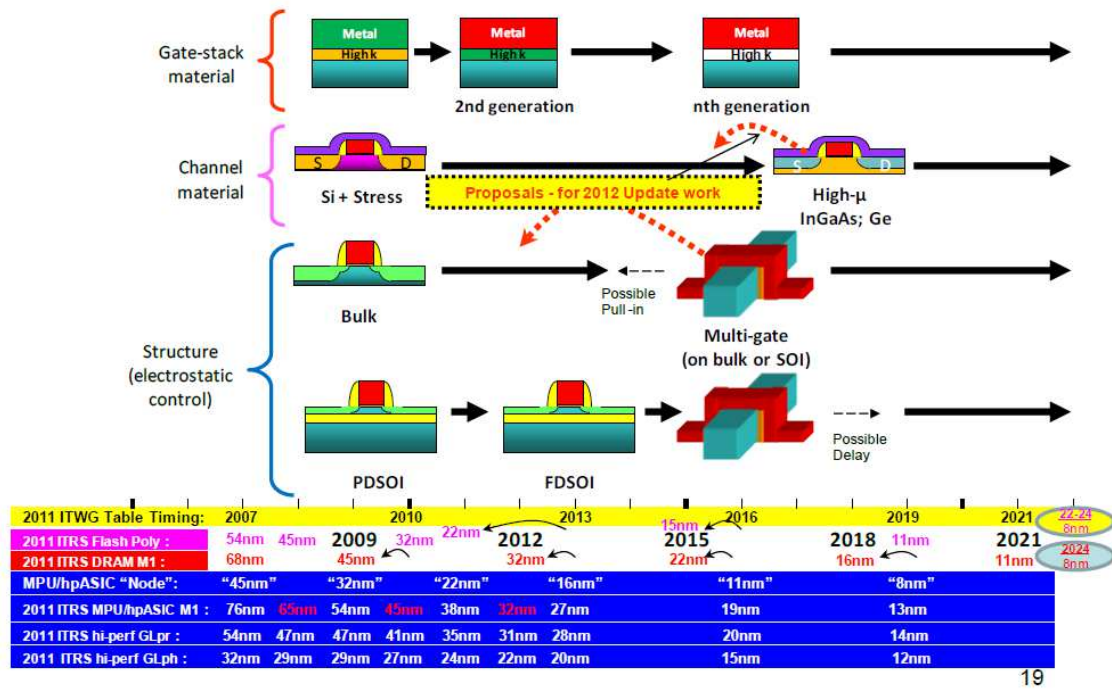 Metal
High k
Metal
High k
Metal
High k
Gate-stack
material
2nd generation
nth generation
Channel
material
S
D
S
D
Si + Stress
Proposals - for 2012 Update work
High-μ
InGaAs; Ge
Bulk
Possible
Pull-in
Multi-gate
(on bulk or SOI)
Structure
(electrostatic
control)
PDSOI
FDSOI
Possible
Delay
2011 ITWG Table Timing: 2007 2010 2013 2016 2019 2021 22-24
2011 ITRS Flash Poly : 54nm 45nm 2009 32nm 22nm 2012 15nm 2015 2018 11nm 2021 8nm
2011 ITRS DRAM M1 : 68nm 45nm 32nm 22nm 16nm 11nm 2024
8nm
MPU/hpASIC “Node”: “45nm” “32nm” “22nm” “16nm” “11nm” “8nm”
2011 ITRS MPU/hpASIC M1 : 76nm 65nm 54nm 45nm 38nm 32nm 27nm 19nm 13nm
2011 ITRS hi-perf GLpr : 54nm 47nm 47nm 41nm 35nm 31nm 28nm 20nm 14nm
2011 ITRS hi-perf GLph : 32nm 29nm 29nm 27nm 24nm 22nm 20nm 15nm 12nm
19